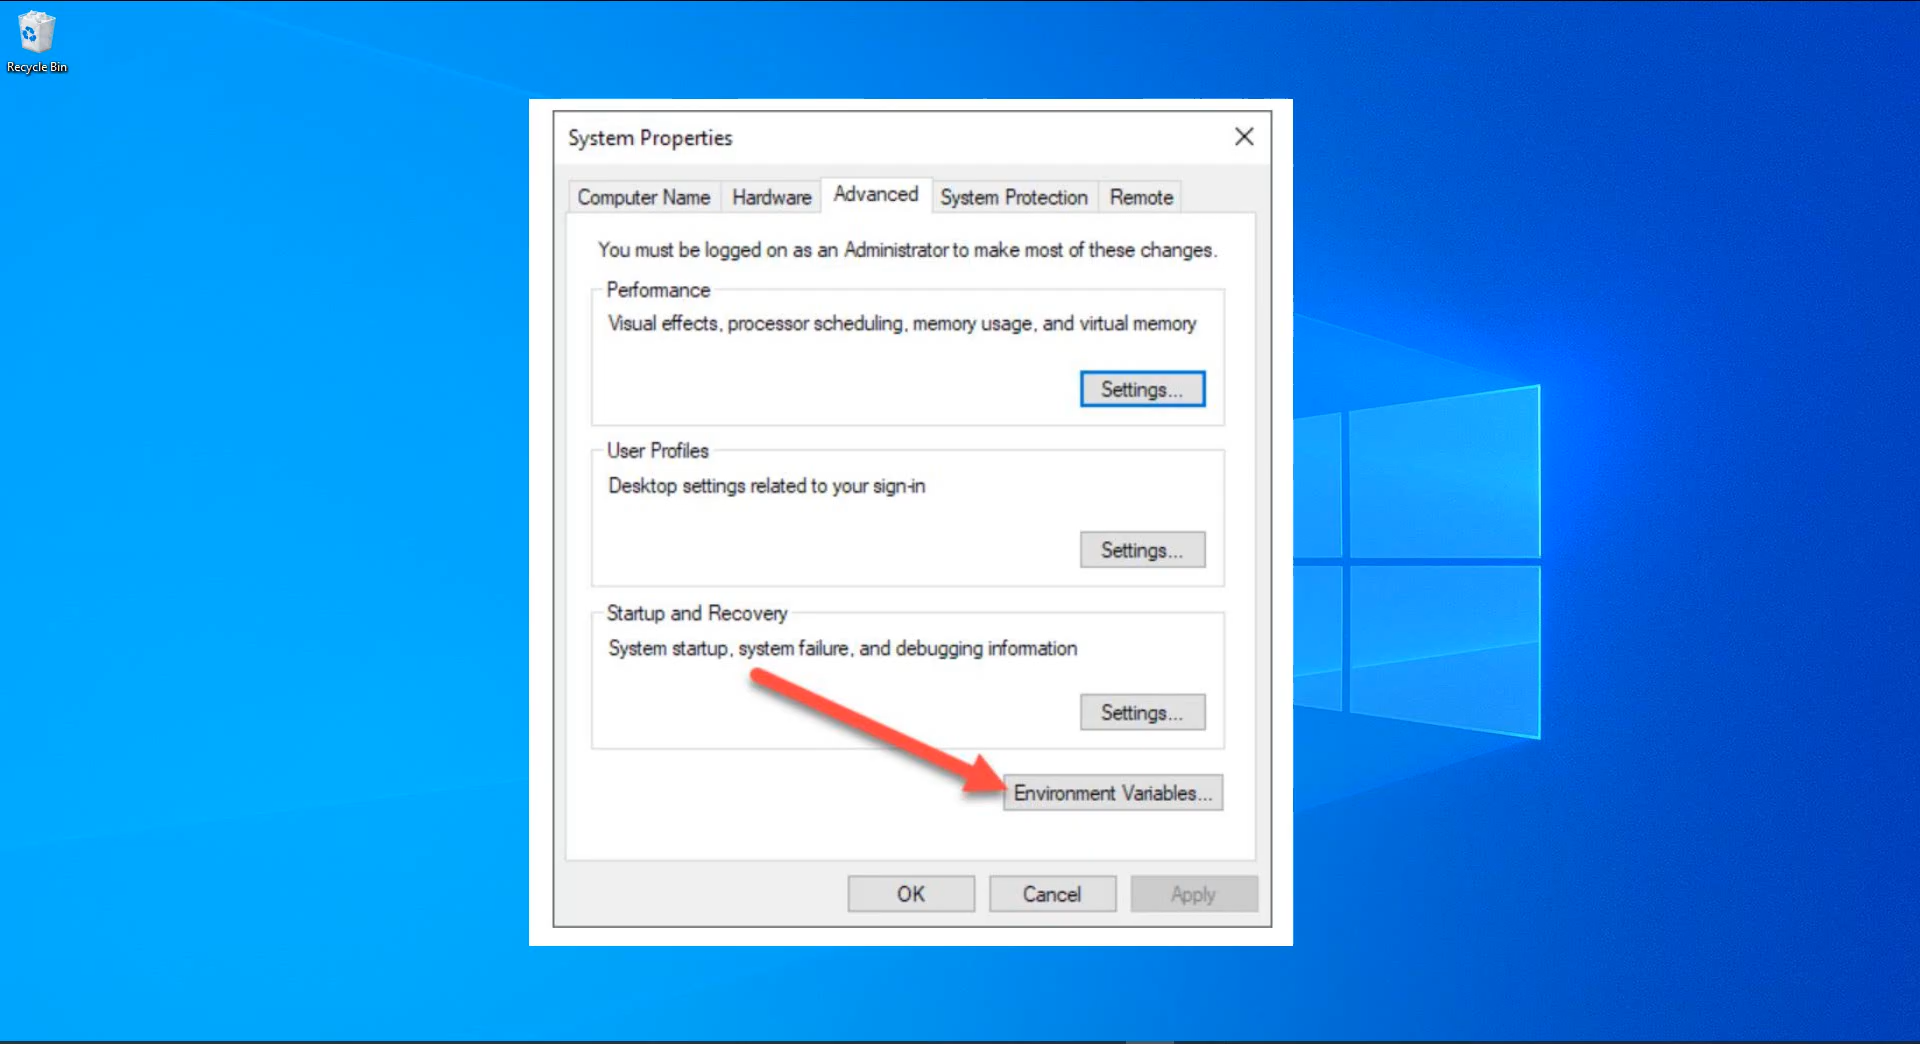 Recycle Bin
System Properties
Computer Name Hardware Advanced System Protection Remote
You must be logged on as an Administrator to make most of these changes.
Performance
Visual effects, processor scheduling, memory usage, and virtual memory
Settings...
User Profiles
Desktop settings related to your sign-in
Settings...
Startup and Recovery
System startup, system failure, and debugging information
Settings...
Environment Variables...
OK Cancel Apply